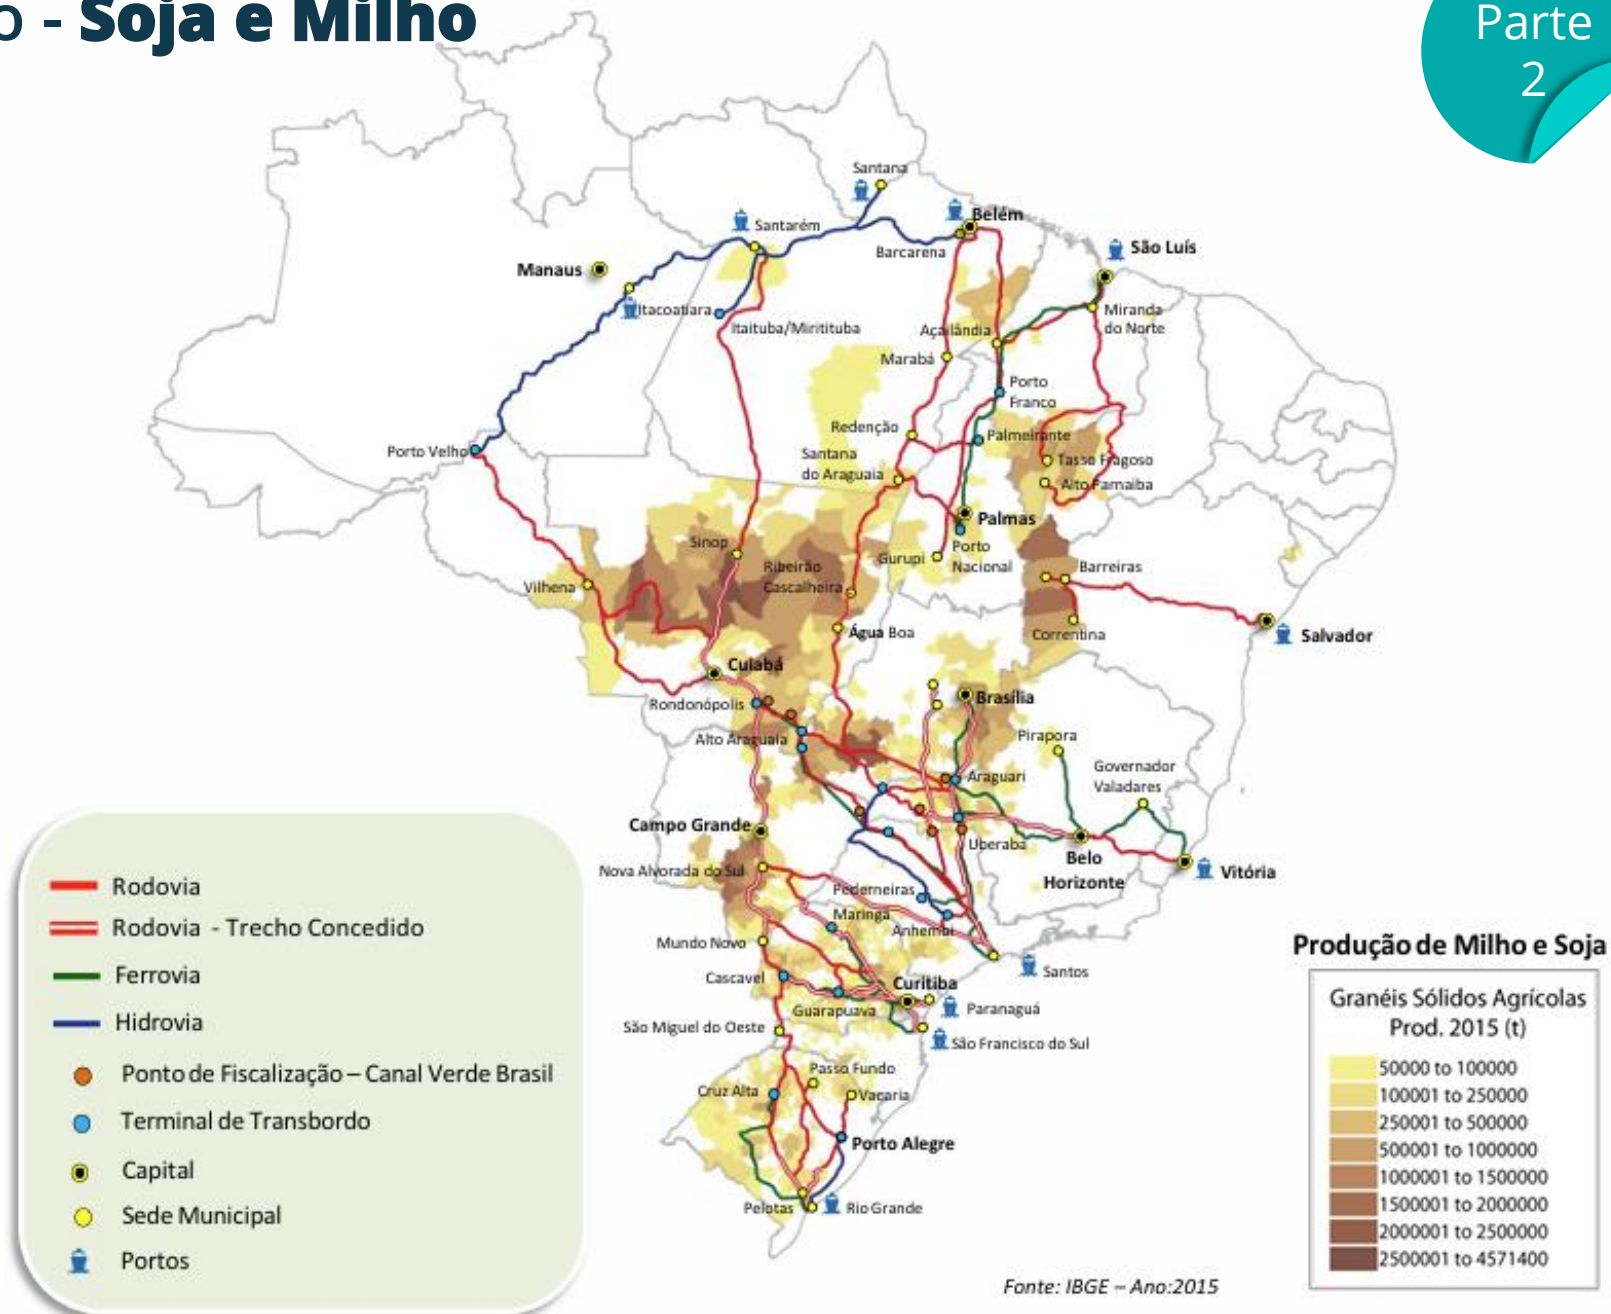 o - Soja e Milho
Parte
2
Santana
Santarém
Belém
Barcarena
São Luís
Manaus
Itacoatiara
Itaituba/Miritituba
Miranda
do Norte
Açailândia
Marabá
Porto
Franco
Redenção
Palmeirante
Santana
do Araguaia
Tasso Fragoso
Alto Parnaíba
Porto Velho
Palmas
Porto
Nacional
Gurupi
Sinop
Ribeirão
Cascalheira
Barreiras
Vilhena
Correntina
Água Boa
Salvador
Cuiabá
Rondonópolis
Brasília
Alto Araguaia
Pirapora
Araguari
Governador
Valadares
Campo Grande
Uberaba
Belo
Horizonte
Nova Alvorada do Sul
Vitória
Pederneiras
Maringá
Anhembi
Mundo Novo
Santos
Cascavel
Curitiba
Guarapuava
Paranaguá
São Miguel do Oeste
São Francisco do Sul
Passo Fundo
Cruz Alta
Vacaria
Porto Alegre
Pelotas
Rio Grande
Rodovia
Rodovia - Trecho Concedido
Ferrovia
Hidrovia
Ponto de Fiscalização – Canal Verde Brasil
Terminal de Transbordo
Capital
Sede Municipal
Portos
Produção de Milho e Soja
Granéis Sólidos Agrícolas
Prod. 2015 (t)
50000 to 100000
100001 to 250000
250001 to 500000
500001 to 1000000
1000001 to 1500000
1500001 to 2000000
2000001 to 2500000
2500001 to 4571400
Fonte: IBGE – Ano:2015